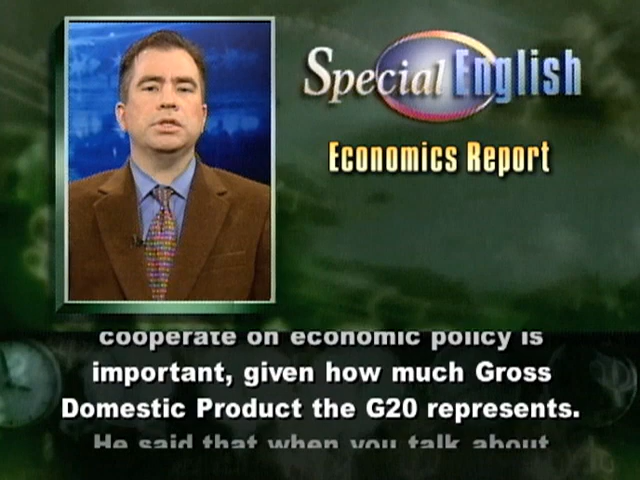 Special English
Economics Report
cooperate on economic policy is
important, given how much Gross
Domestic Product the G20 represents.
He said that when you talk about